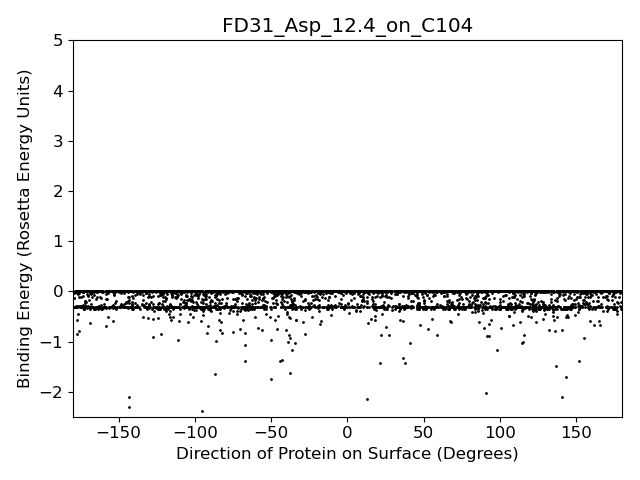 FD31_Asp_12.4_on_C104
Binding Energy (Rosetta Energy Units)
5
4
3
2
1
0
−1
−2
−150 −100 −50 0 50 100 150
Direction of Protein on Surface (Degrees)